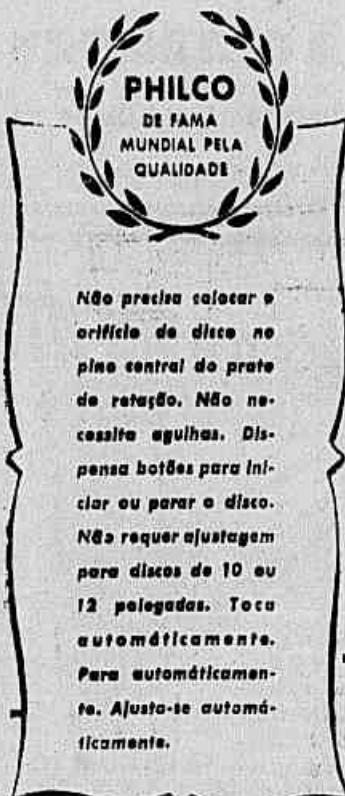 PHILCO
DE FAMA
MUNDIAL PELA
QUALIDADE
Não precisa colocar o
orifício do disco no
pino central do prato
de rotação. Não ne-
cessita agulhas. Dis-
pensa botões para ini-
ciar ou parar o disco.
Não requer ajustagem
para discos de 10 ou
12 polegadas. Toca
automáticamente.
Para automáticamen-
te. Ajusta-se automá-
ticamente.